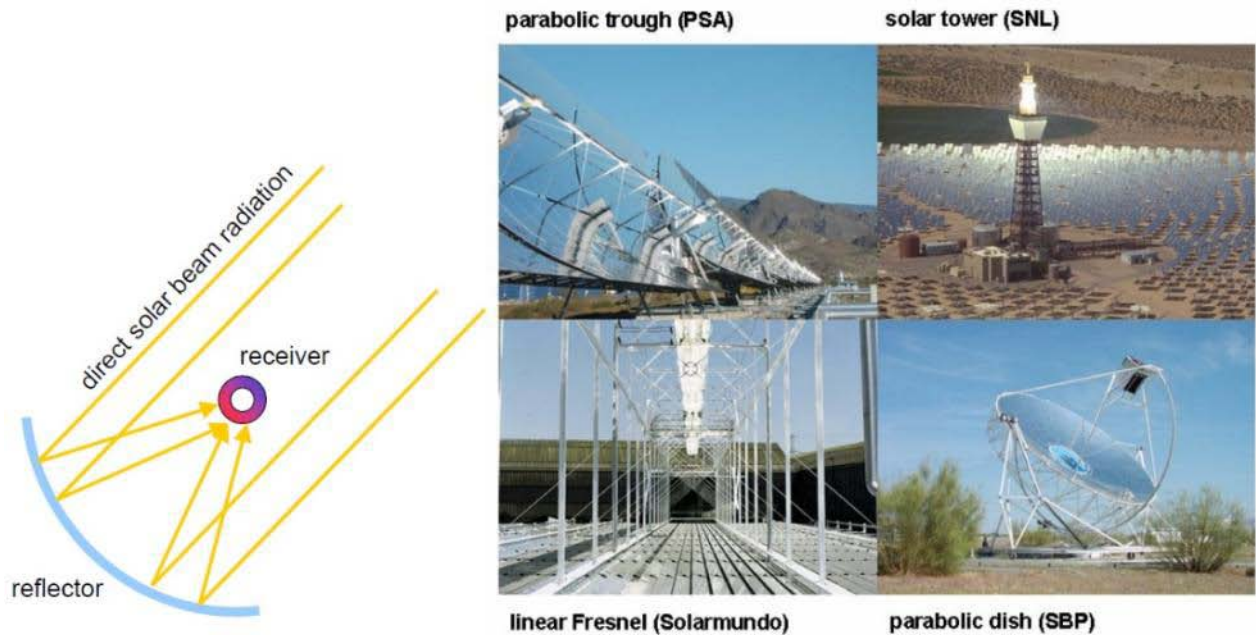 parabolic trough (PSA)
solar tower (SNL)
direct solar beam radiation
receiver
reflector
linear Fresnel (Solarmundo)
parabolic dish (SBP)